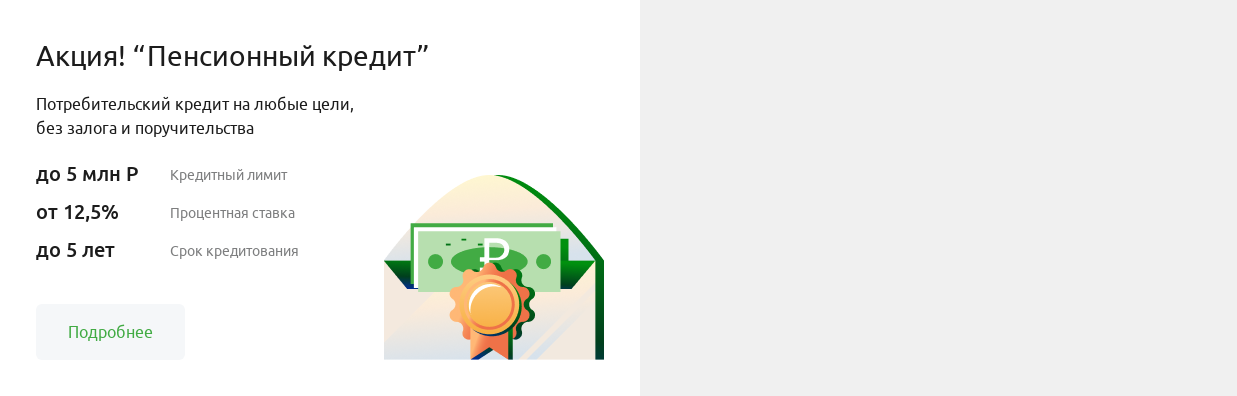 Акция! “Пенсионный кредит”
Потребительский кредит на любые цели,
без залога и поручительства
до 5 млн Р Кредитный лимит
от 12,5% Процентная ставка
до 5 лет Срок кредитования
₽
Подробнее